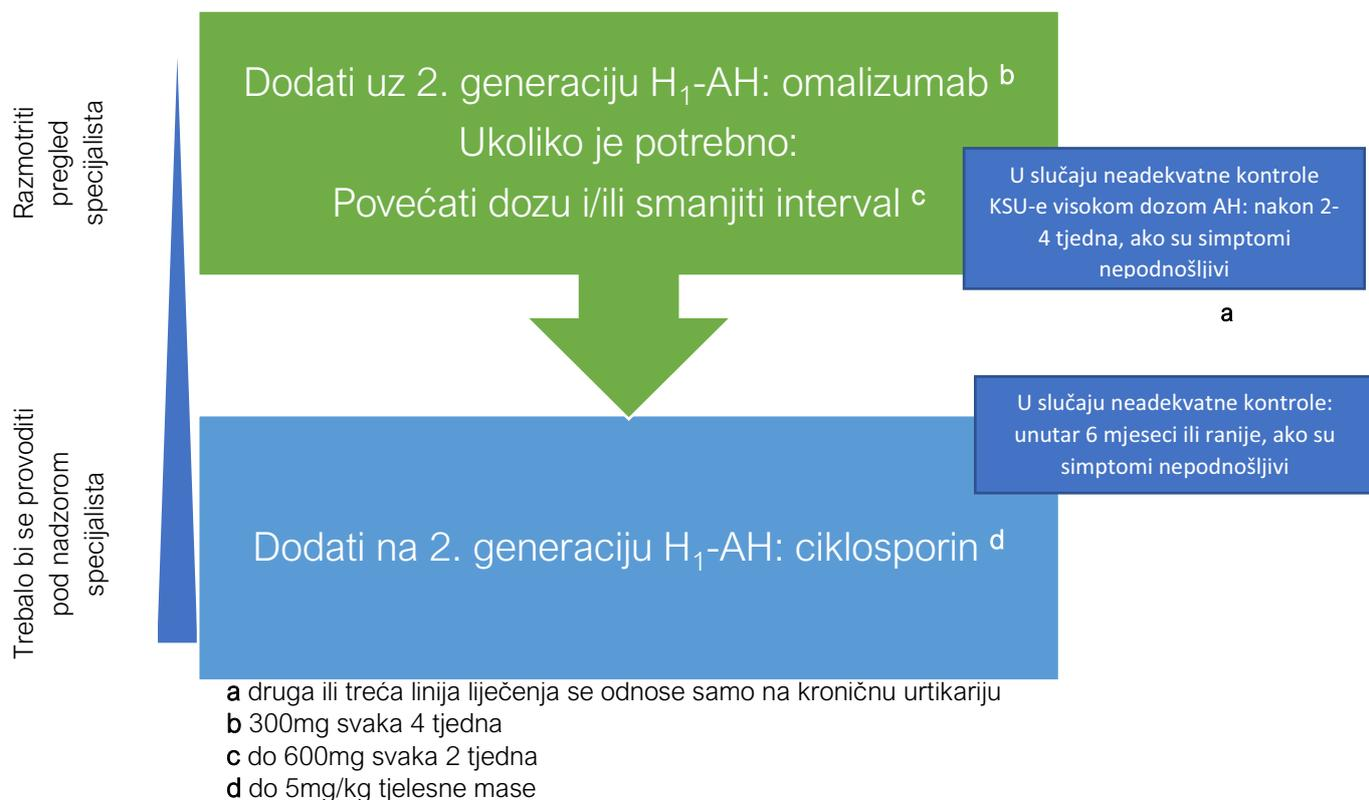 Razmotriti
pregled
specijalista
Dodati uz 2. generaciju H₁-AH: omalizumab ᵇ
Ukoliko je potrebno:
Povećati dozu i/ili smanjiti interval ᶜ
U slučaju neadekvatne kontrole
KSU-e visokom dozom AH: nakon 2-
4 tjedna, ako su simptomi
nepodnošljivi
a
U slučaju neadekvatne kontrole:
unutar 6 mjeseci ili ranije, ako su
simptomi nepodnošljivi
Trebalo bi se provoditi
pod nadzorom
specijalista
Dodati na 2. generaciju H₁-AH: ciklosporin ᵈ
a druga ili treća linija liječenja se odnose samo na kroničnu urtikariju
b 300mg svaka 4 tjedna
c do 600mg svaka 2 tjedna
d do 5mg/kg tjelesne mase